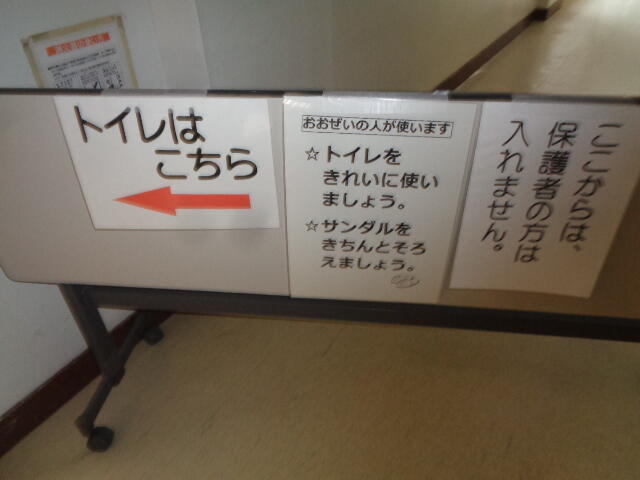 トイレは
こちら
おおぜいの人が使います
☆トイレを
きれいに使い
ましょう。
☆サンダルを
きちんとそろ
えましょう。
ここからは、
保護者の方は
入れません。